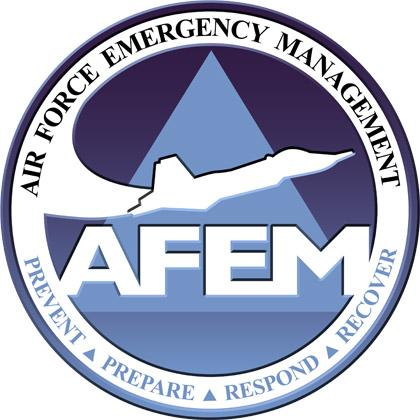 AIR FORCE EMERGENCY MANAGEMENT
AFEM
PREVENT ▲ PREPARE ▲ RESPOND ▲ RECOVER